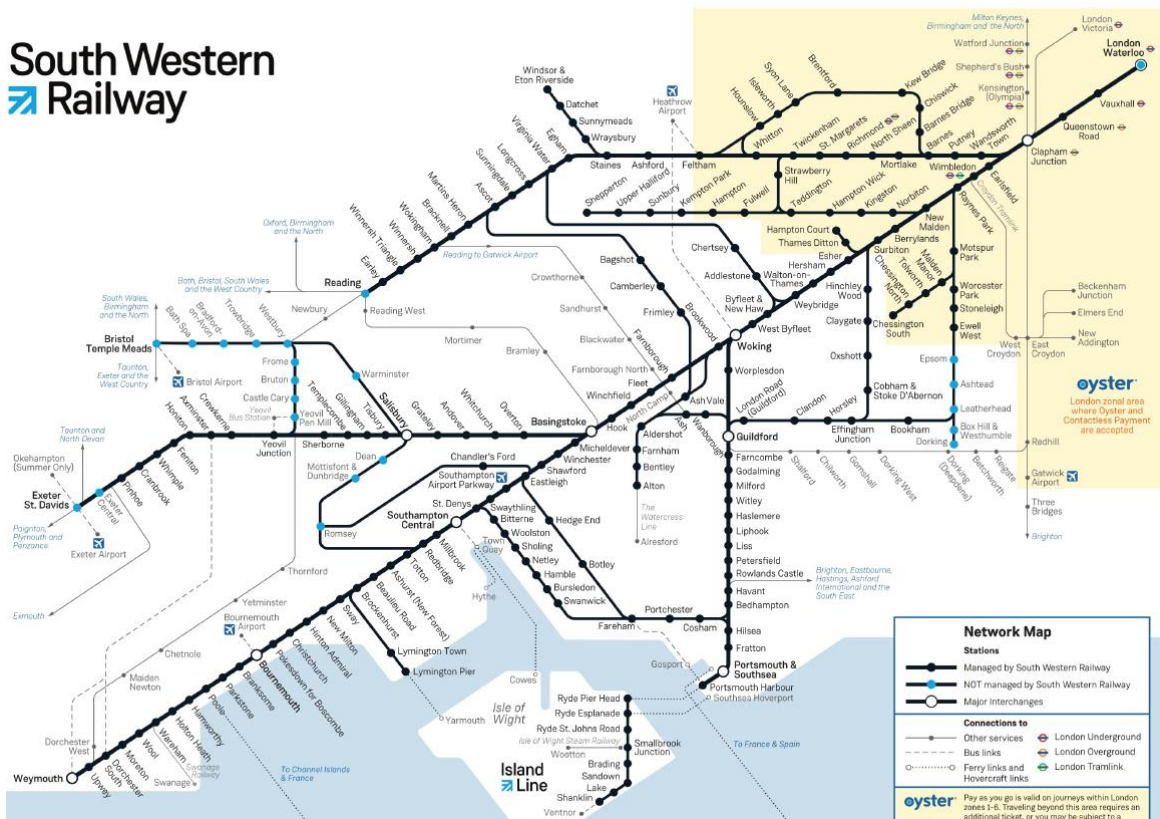 South Western
Railway
Milton Keynes,
Birmingham and the North
London
Victoria
London
Waterloo
Watford Junction
Shepherd's Bush
Kensington
(Olympia)
Vauxhall
Queenstown
Road
Clapham
Junction
Windsor &
Eton Riverside
Datchet
Sunnymeads
Wraysbury
Heathrow
Airport
Hounslow
Isleworth
Syon Lane
Brentford
Kew Bridge
Chiswick
Barnes Bridge
Whitton
Twickenham
St. Margarets
Richmond
North Sheen
Mortlake
Barnes
Putney
Wandsworth
Town
Staines
Ashford
Feltham
Strawberry
Hill
Wimbledon
Earlsfield
Croydon Tramlink
Raynes Park
Shepperton
Upper Halliford
Sunbury
Kempton Park
Hampton
Fulwell
Teddington
Hampton Wick
Kingston
Norbiton
New
Malden
Berrylands
Surbiton
Hampton Court
Thames Ditton
Esher
Hersham
Walton-on-
Thames
Weybridge
Chertsey
Addlestone
Byfleet &
New Haw
West Byfleet
Woking
Hinchley
Wood
Claygate
Oxshott
Cobham &
Stoke D'Abernon
Malden
Manor
Tolworth
Chessington
North
Chessington
South
Motspur
Park
Worcester
Park
Stoneleigh
Ewell
West
Epsom
Ashtead
Leatherhead
Box Hill &
Westhumble
Dorking
Beckenham
Junction
Elmers End
New
Addington
West
Croydon
East
Croydon
oyster
London zonal area
where Oyster and
Contactless Payment
are accepted
Redhill
Gatwick
Airport
Three
Bridges
Brighton
Egham
Virginia Water
Longcross
Sunningdale
Ascot
Martins Heron
Bracknell
Wokingham
Winnersh
Winnersh Triangle
Earley
Reading
Oxford, Birmingham
and the North
Reading to Gatwick Airport
Bath, Bristol, South Wales
and the West Country
South Wales,
Birmingham
and the North
Newbury
Reading West
Mortimer
Bramley
Crowthorne
Sandhurst
Blackwater
Farnborough North
North Camp
Bagshot
Camberley
Frimley
Brookwood
Farnborough
Fleet
Winchfield
Hook
Basingstoke
Ash Vale
Ash
Wanborough
Aldershot
Farnham
Bentley
Alton
The
Watercress
Line
Alresford
Worplesdon
London Road
(Guildford)
Clandon
Horsley
Effingham
Junction
Bookham
Guildford
Shalford
Chilworth
Gomshall
Dorking West
Dorking
(Deepdene)
Betchworth
Reigate
Farncombe
Godalming
Milford
Witley
Haslemere
Liphook
Liss
Petersfield
Rowlands Castle
Havant
Bedhampton
Hilsea
Fratton
Portsmouth &
Southsea
Portsmouth Harbour
Southsea Hoverport
Brighton, Eastbourne,
Hastings, Ashford
International and the
South East
Bristol
Temple Meads
Bath Spa
Bradford-
on-Avon
Trowbridge
Westbury
Taunton,
Exeter and the
West Country
Bristol Airport
Frome
Bruton
Castle Cary
Yeovil
Pen Mill
Yeovil
Bus Station
Warminster
Salisbury
Templecombe
Gillingham
Tisbury
Grateley
Andover
Whitchurch
Overton
Yeovil
Junction
Sherborne
Crewkerne
Axminster
Honiton
Feniton
Whimple
Cranbrook
Pinhoe
Exeter
Central
Exeter
St. Davids
Taunton and
North Devan
Okehampton
(Summer Only)
Paignton,
Plymouth and
Penzance
Exeter Airport
Exmouth
Dean
Mottisfont &
Dunbridge
Romsey
Chandler's Ford
Southampton
Airport Parkway
Micheldever
Winchester
Shawford
Eastleigh
St. Denys
Southampton
Central
Swaythling
Bitterne
Woolston
Sholing
Netley
Hamble
Bursledon
Swanwick
Hedge End
Botley
Fareham
Portchester
Cosham
Gosport
Town
Quay
Hythe
Cowes
Millbrook
Redbridge
Totton
Ashurst (New Forest)
Beaulieu Road
Brockenhurst
Sway
New Milton
Hinton Admiral
Christchurch
Pokesdown for Boscombe
Bournemouth
Branksome
Parkstone
Poole
Hamworthy
Holton Heath
Wareham
Wool
Moreton
Dorchester
South
Upwey
Weymouth
Lymington Town
Lymington Pier
Yarmouth
Thornford
Yetminster
Chetnole
Maiden
Newton
Dorchester
West
Bournemouth
Airport
Swanage
Railway
Swanage
To Channel Islands
& France
Isle of
Wight
Island
Line
Ryde Pier Head
Ryde Esplanade
Ryde St. Johns Road
Isle of Wight Steam Railway
Wootton
Smallbrook
Junction
Brading
Sandown
Lake
Shanklin
Ventnor
To France & Spain
Network Map
Stations
Managed by South Western Railway
NOT managed by South Western Railway
Major Interchanges
Connections to
Other services
Bus links
Ferry links and
Hovercraft links
London Underground
London Overground
London Tramlink
oyster
Pay as you go is valid on journeys within London
zones 1-6. Traveling beyond this area requires an
additional ticket, or you may be subject to a